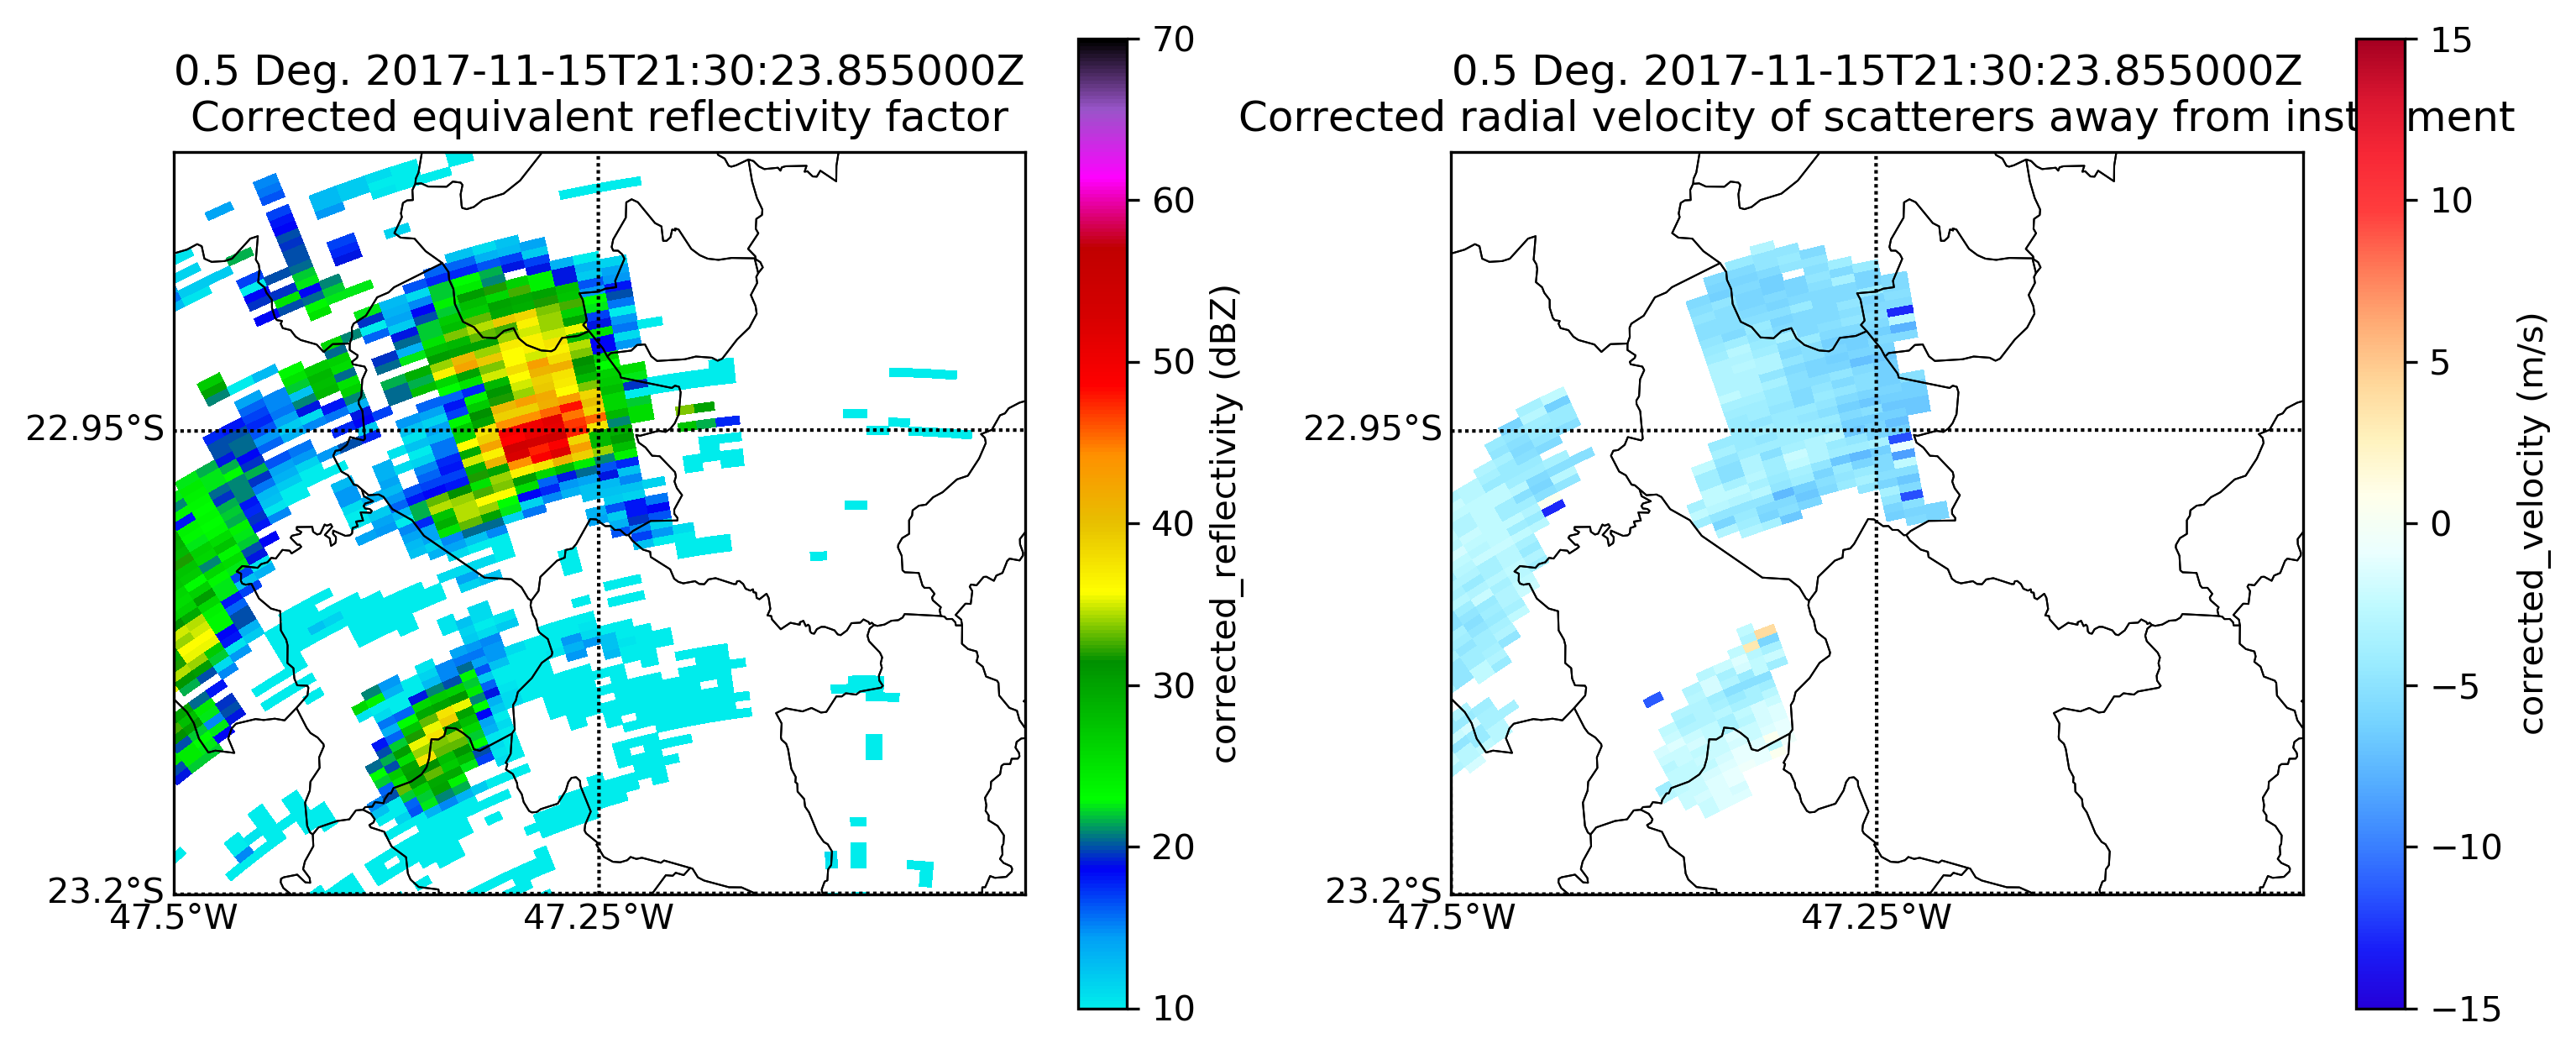 0.5 Deg. 2017-11-15T21:30:23.855000Z
Corrected equivalent reflectivity factor
22.95°S
23.2°S
47.5°W
47.25°W
70
60
50
40
30
20
10
corrected_reflectivity (dBZ)
0.5 Deg. 2017-11-15T21:30:23.855000Z
Corrected radial velocity of scatterers away from inst ment
22.95°S
23.2°S
47.5°W
47.25°W
15
10
5
0
−5
−10
−15
corrected_velocity (m/s)